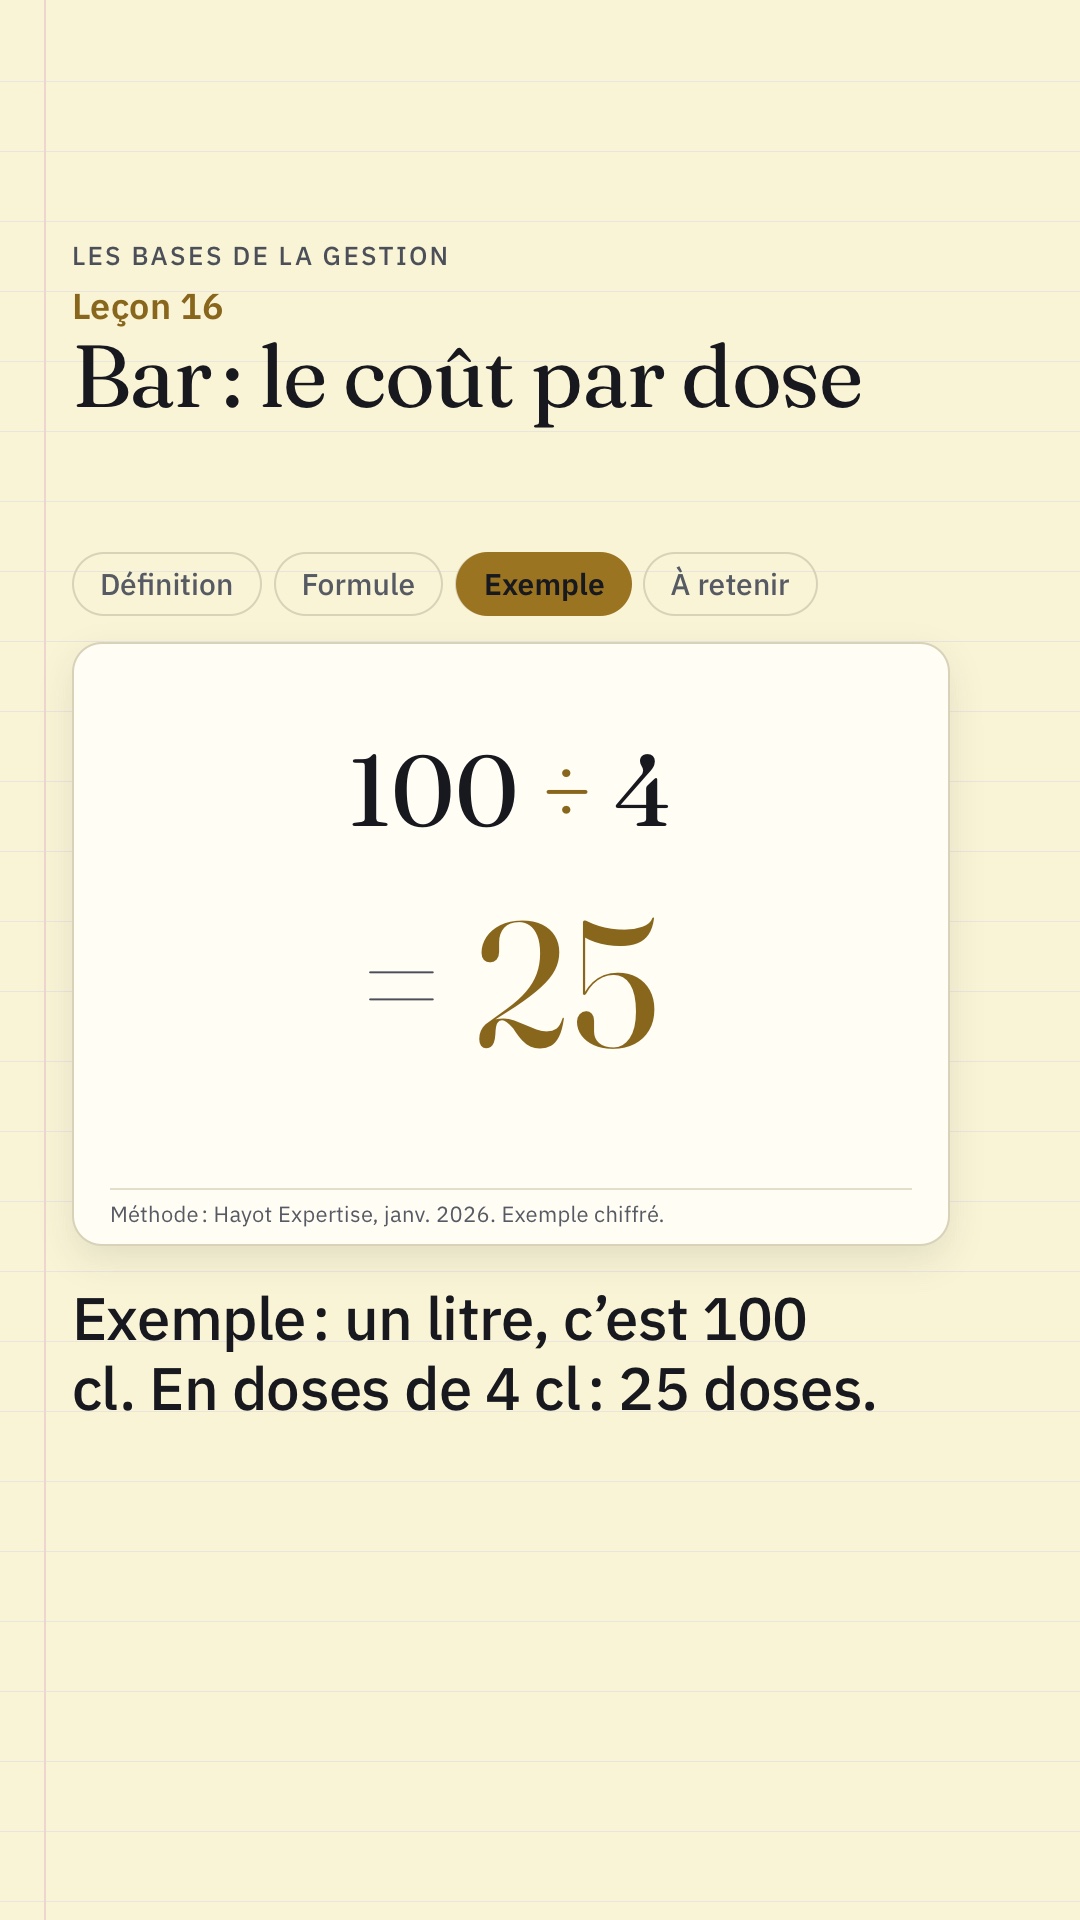 LES BASES DE LA GESTION
Leçon 16
Bar : le coût par dose
Définition
Formule
Exemple
À retenir
100 ÷ 4
= 25
Méthode : Hayot Expertise, janv. 2026. Exemple chiffré.
Exemple : un litre, c’est 100
cl. En doses de 4 cl : 25 doses.